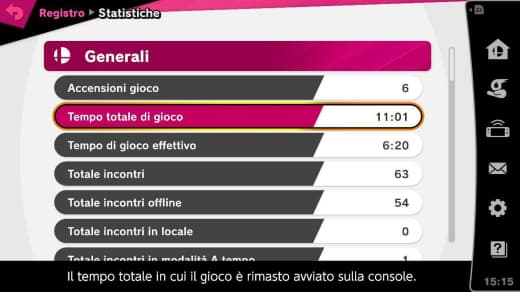 Registro ▶ Statistiche
Generali
Accensioni gioco 6
Tempo totale di gioco 11:01
Tempo di gioco effettivo 6:20
Totale incontri 63
Totale incontri offline 54
Totale incontri in locale 0
Totale incontri in modalità A tempo 1
Il tempo totale in cui il gioco è rimasto avviato sulla console.
15:15